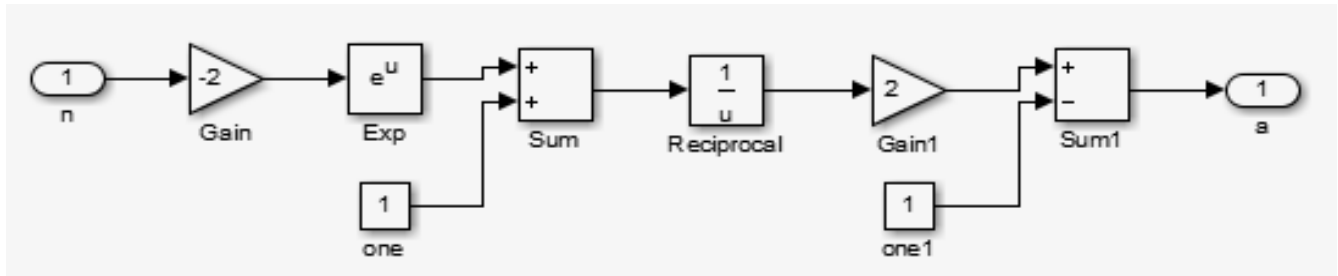 1
n
-2
Gain
e^u
Exp
+
+
Sum
1
one
1
u
Reciprocal
2
Gain1
+
−
Sum1
1
one1
1
a